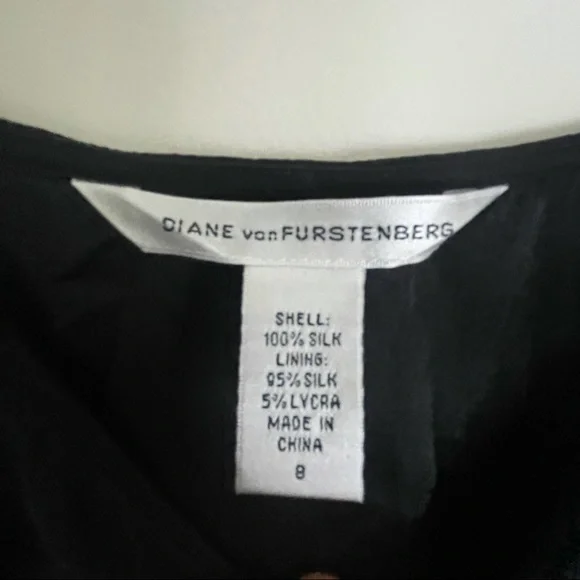 DIANE von FURSTENBERG
SHELL:
100% SILK
LINING:
95% SILK
5% LYCRA
MADE IN
CHINA
8